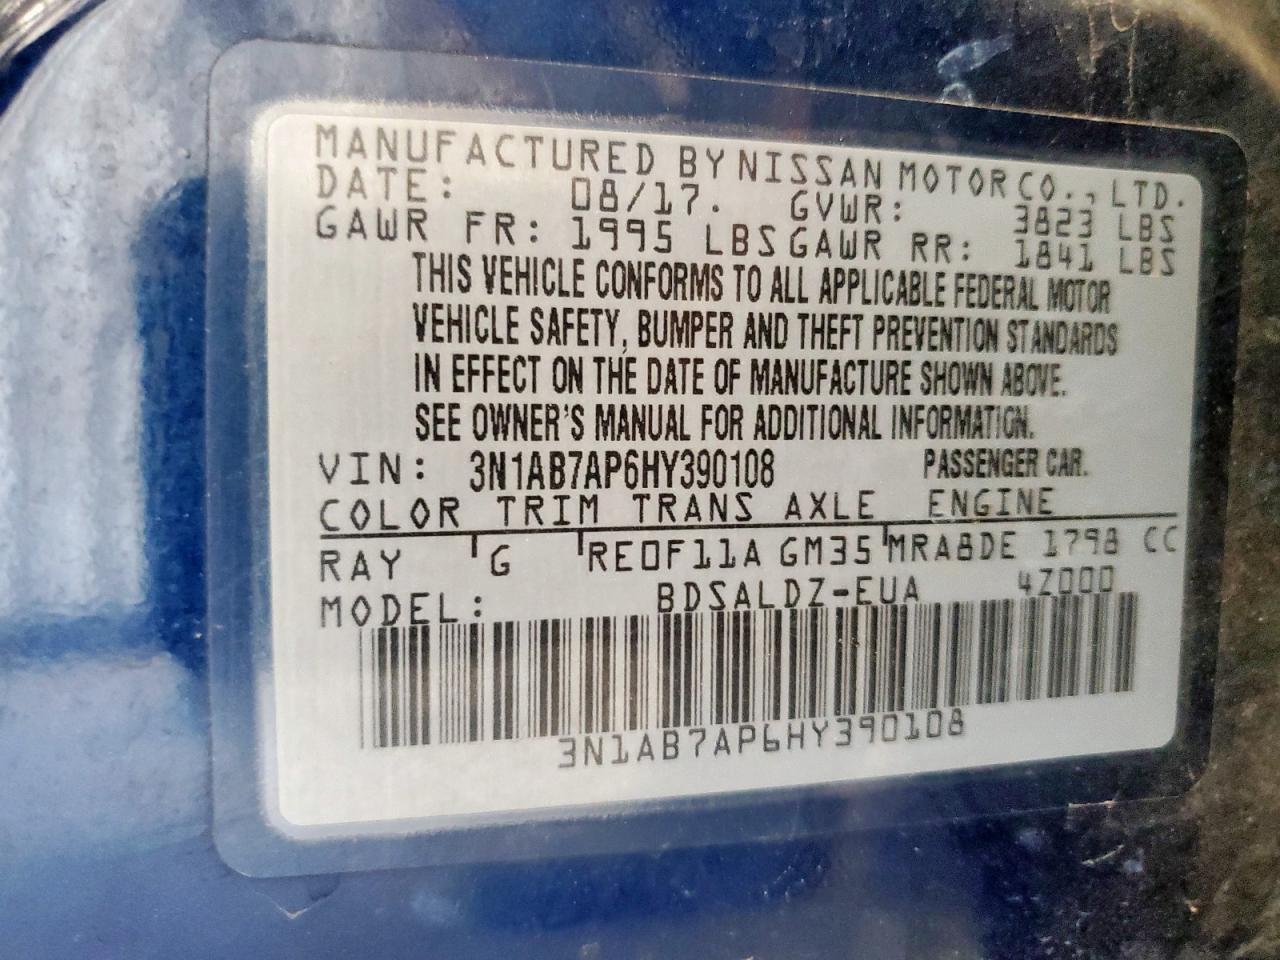 MANUFACTURED BY NISSAN MOTOR CO., LTD.
DATE: 08/17. GVWR: 3823 LBS
GAWR FR: 1995 LBS GAWR RR: 1841 LBS
THIS VEHICLE CONFORMS TO ALL APPLICABLE FEDERAL MOTOR
VEHICLE SAFETY, BUMPER AND THEFT PREVENTION STANDARDS
IN EFFECT ON THE DATE OF MANUFACTURE SHOWN ABOVE.
SEE OWNER'S MANUAL FOR ADDITIONAL INFORMATION.
VIN: 3N1AB7AP6HY390108 PASSENGER CAR.
COLOR TRIM TRANS AXLE ENGINE
RAY G RE0F11A GM35 MRA8DE 1798 CC
MODEL: BDSALDZ-EUA 4Z000
3N1AB7AP6HY390108